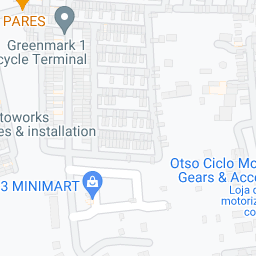 PARES
Greenmark 1
cycle Terminal
toworks
es & installation
3 MINIMART
Otso Ciclo Mo
Gears & Acce
Loja d
motoriz
co